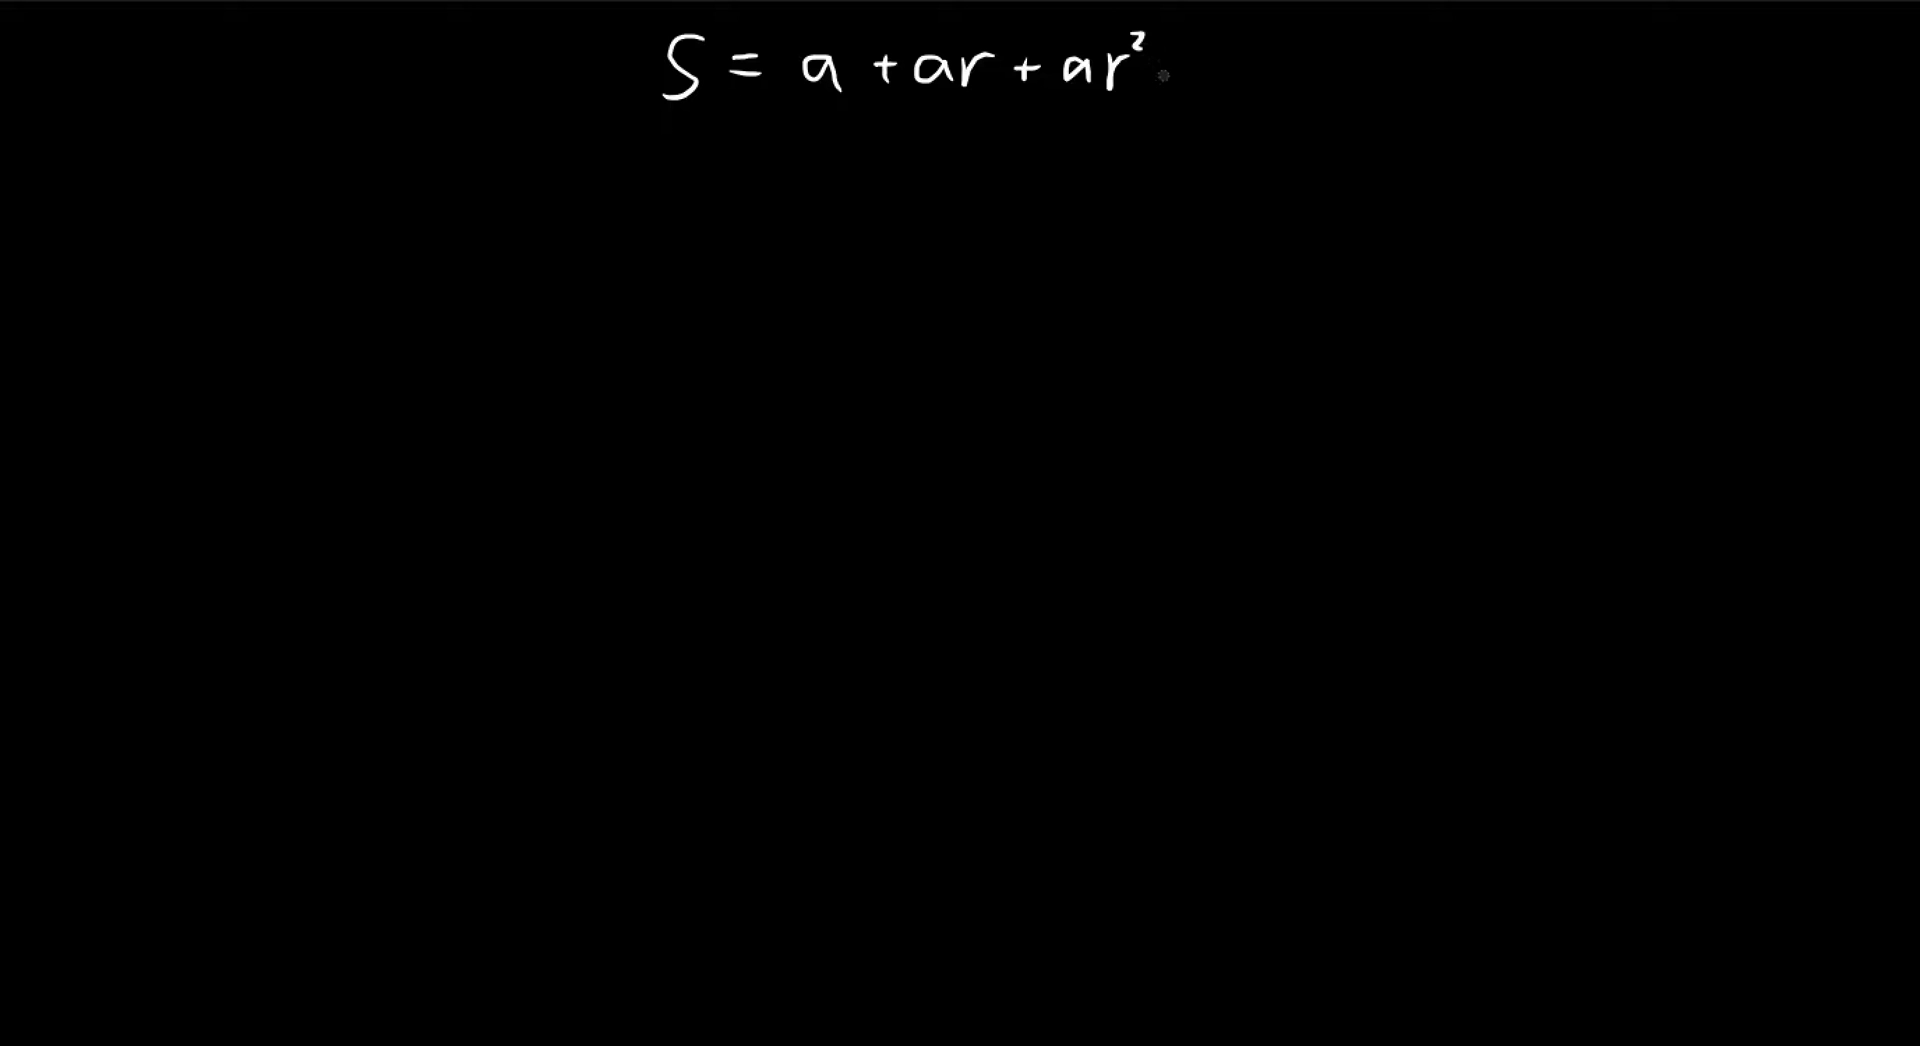 S = a + ar + ar²